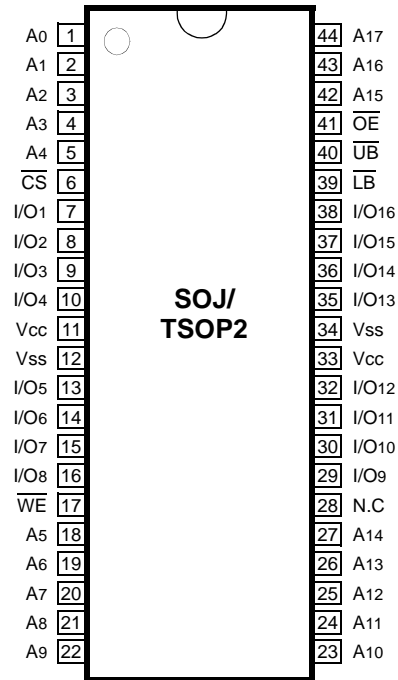 A0 1 44 A17
A1 2 43 A16
A2 3 42 A15
A3 4 41 OE
A4 5 40 UB
CS 6 39 LB
I/O1 7 38 I/O16
I/O2 8 37 I/O15
I/O3 9 36 I/O14
I/O4 10 SOJ/ 35 I/O13
Vcc 11 TSOP2 34 Vss
Vss 12 33 Vcc
I/O5 13 32 I/O12
I/O6 14 31 I/O11
I/O7 15 30 I/O10
I/O8 16 29 I/O9
WE 17 28 N.C
A5 18 27 A14
A6 19 26 A13
A7 20 25 A12
A8 21 24 A11
A9 22 23 A10